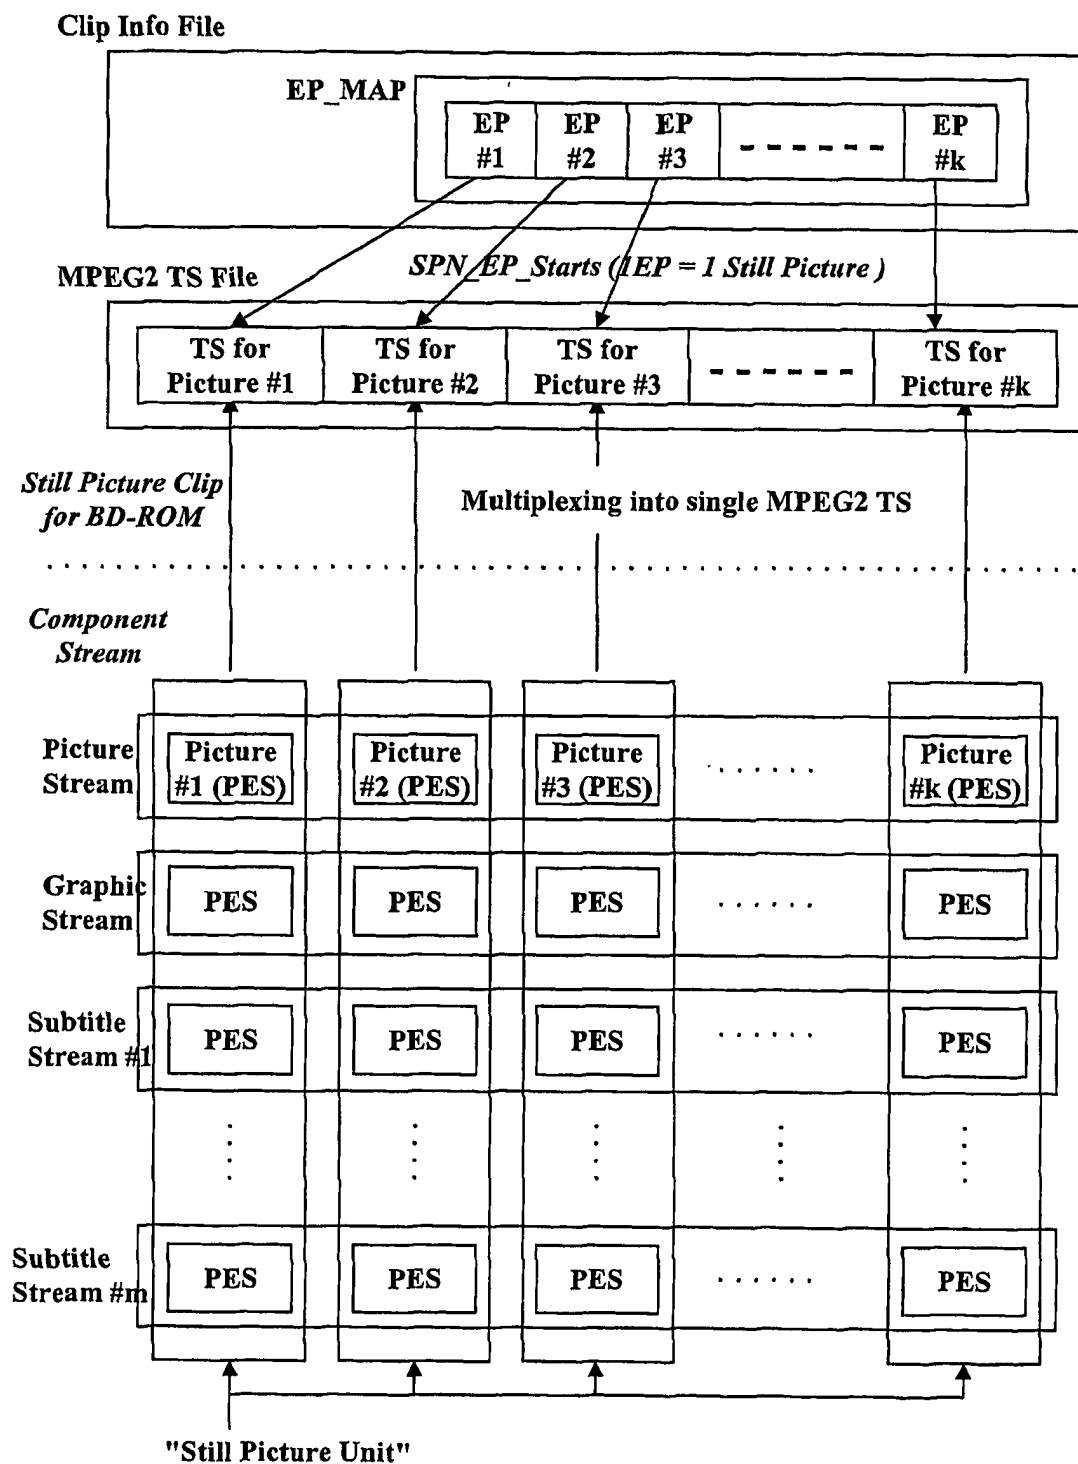 Clip Info File
EP_MAP
EP #1
EP #2
EP #3
EP #k
SPN_EP_Starts (1EP = 1 Still Picture )
MPEG2 TS File
TS for Picture #1
TS for Picture #2
TS for Picture #3
TS for Picture #k
Still Picture Clip
for BD-ROM
Multiplexing into single MPEG2 TS
Component
Stream
Picture
Stream
Picture #1 (PES)
Picture #2 (PES)
Picture #3 (PES)
Picture #k (PES)
Graphic
Stream
PES
PES
PES
PES
Subtitle
Stream #1
PES
PES
PES
PES
Subtitle
Stream #m
PES
PES
PES
PES
"Still Picture Unit"